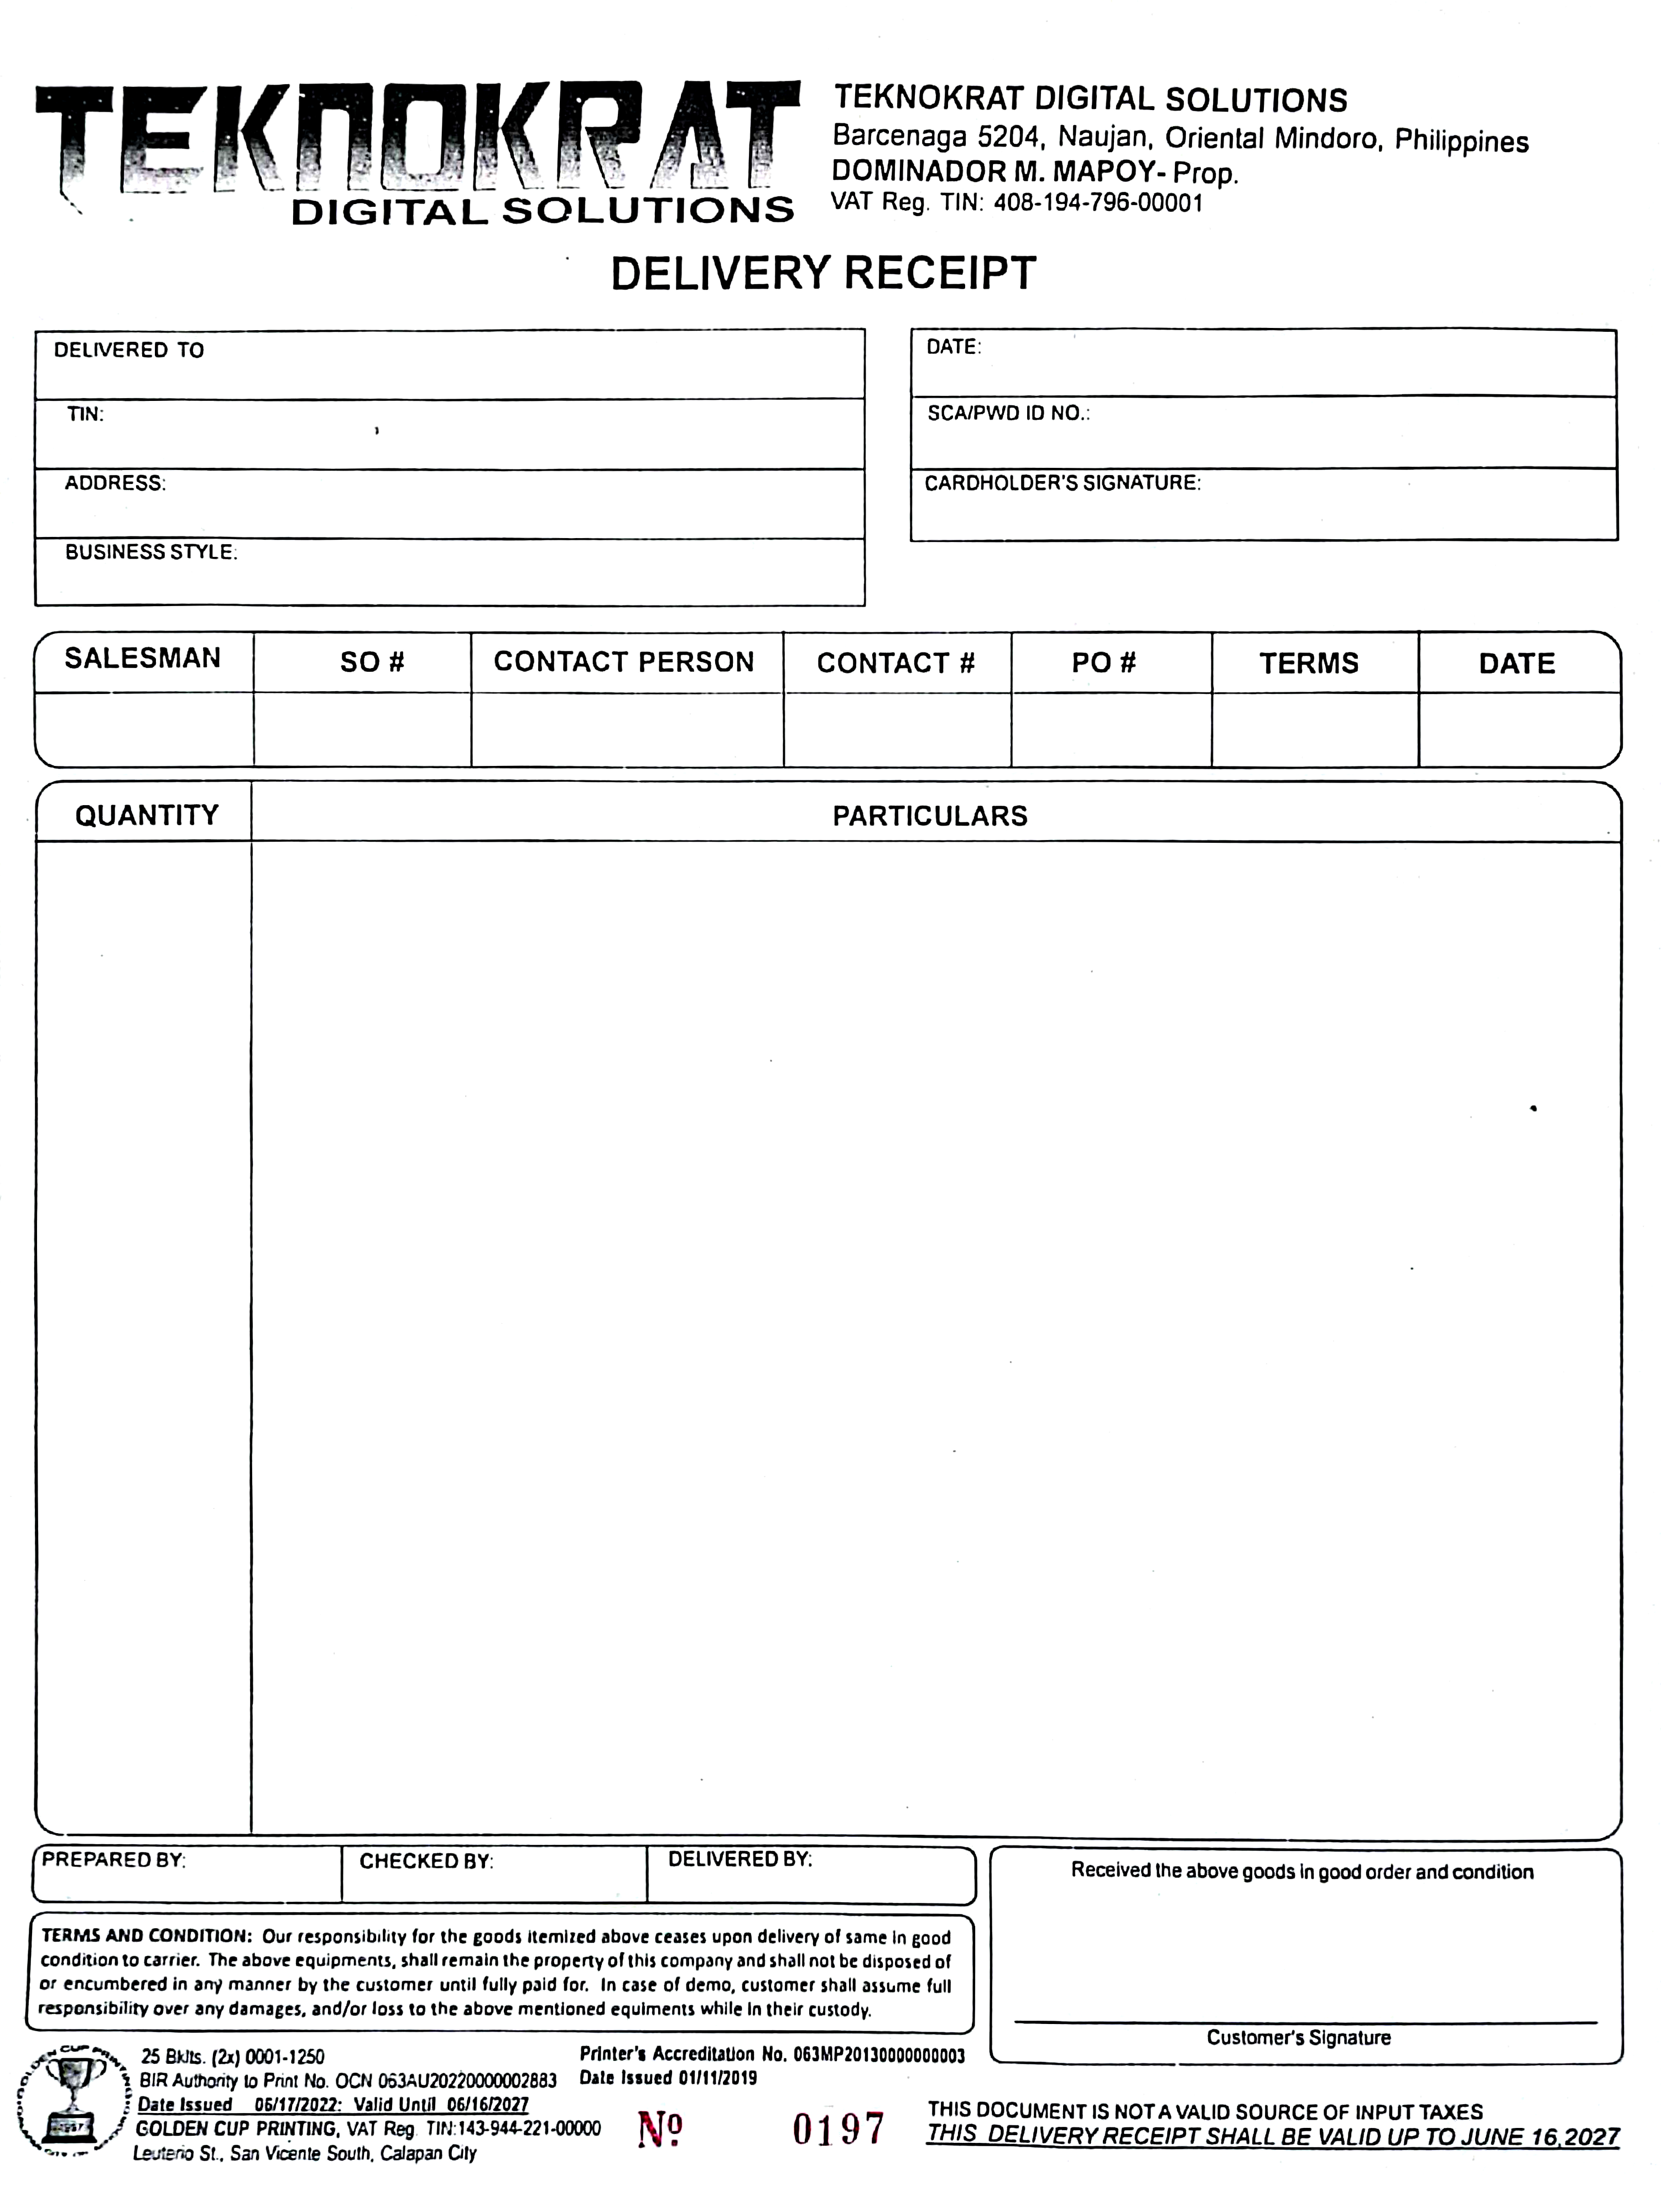 TEKNOKRAT
DIGITAL SOLUTIONS
TEKNOKRAT DIGITAL SOLUTIONS
Barcenaga 5204, Naujan, Oriental Mindoro, Philippines
DOMINADOR M. MAPOY- Prop.
VAT Reg. TIN: 408-194-796-00001
DELIVERY RECEIPT
DELIVERED TO
TIN:
ADDRESS:
BUSINESS STYLE:
DATE:
SCA/PWD ID NO.:
CARDHOLDER'S SIGNATURE:
SALESMAN SO # CONTACT PERSON CONTACT # PO # TERMS DATE
QUANTITY PARTICULARS
PREPARED BY: CHECKED BY: DELIVERED BY:
Received the above goods in good order and condition
Customer's Signature
TERMS AND CONDITION: Our responsibility for the goods itemized above ceases upon delivery of same in good
condition to carrier. The above equipments, shall remain the property of this company and shall not be disposed of
or encumbered in any manner by the customer until fully paid for. In case of demo, customer shall assume full
responsibility over any damages, and/or loss to the above mentioned equiments while in their custody.
GOLDEN CUP
25 Bklts. (2x) 0001-1250
BIR Authority to Print No. OCN 063AU20220000002883
Date Issued 06/17/2022: Valid Until 06/16/2027
GOLDEN CUP PRINTING, VAT Reg. TIN:143-944-221-00000
Leuterio St., San Vicente South, Calapan City
Printer's Accreditation No. 063MP20130000000003
Date Issued 01/11/2019
Nº 0197
THIS DOCUMENT IS NOT A VALID SOURCE OF INPUT TAXES
THIS DELIVERY RECEIPT SHALL BE VALID UP TO JUNE 16,2027